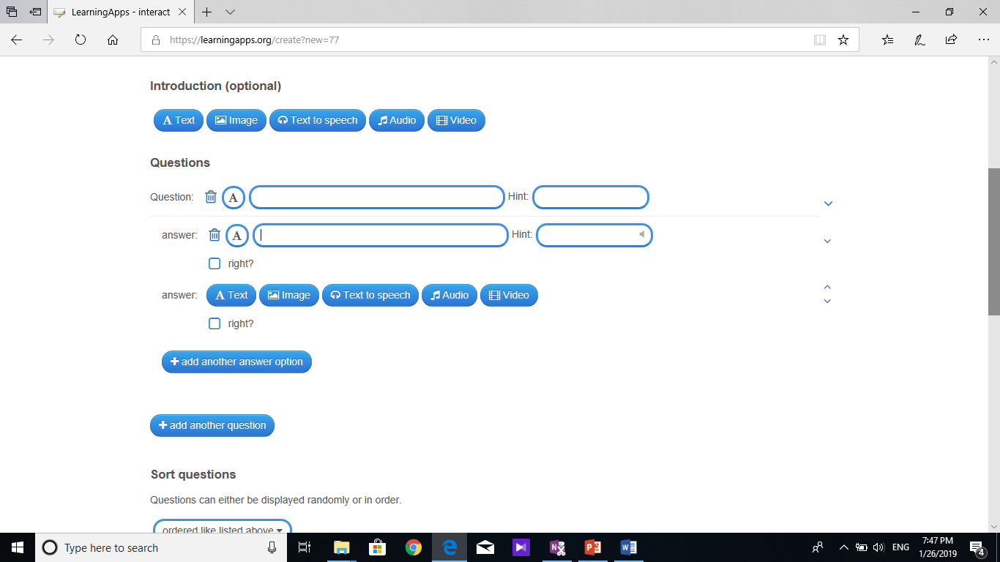 LearningApps - interact
https://learningapps.org/create?new=77
Introduction (optional)
A Text Image Text to speech Audio Video
Questions
Question: A Hint:
answer: A Hint:
right?
answer: A Text Image Text to speech Audio Video
right?
+ add another answer option
+ add another question
Sort questions
Questions can either be displayed randomly or in order.
ordered like listed above
Type here to search
ENG
7:47 PM
1/26/2019
4